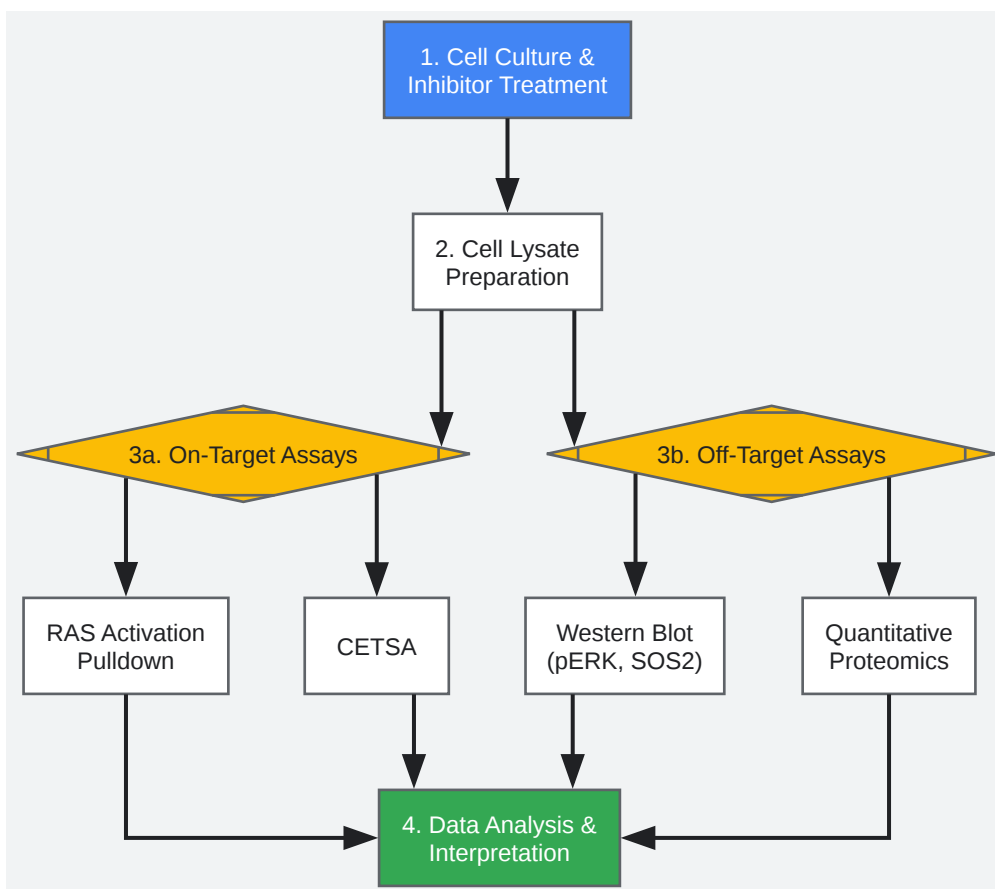 1. Cell Culture &
Inhibitor Treatment
2. Cell Lysate
Preparation
3a. On-Target Assays
3b. Off-Target Assays
RAS Activation
Pulldown
CETSA
Western Blot
(pERK, SOS2)
Quantitative
Proteomics
4. Data Analysis &
Interpretation